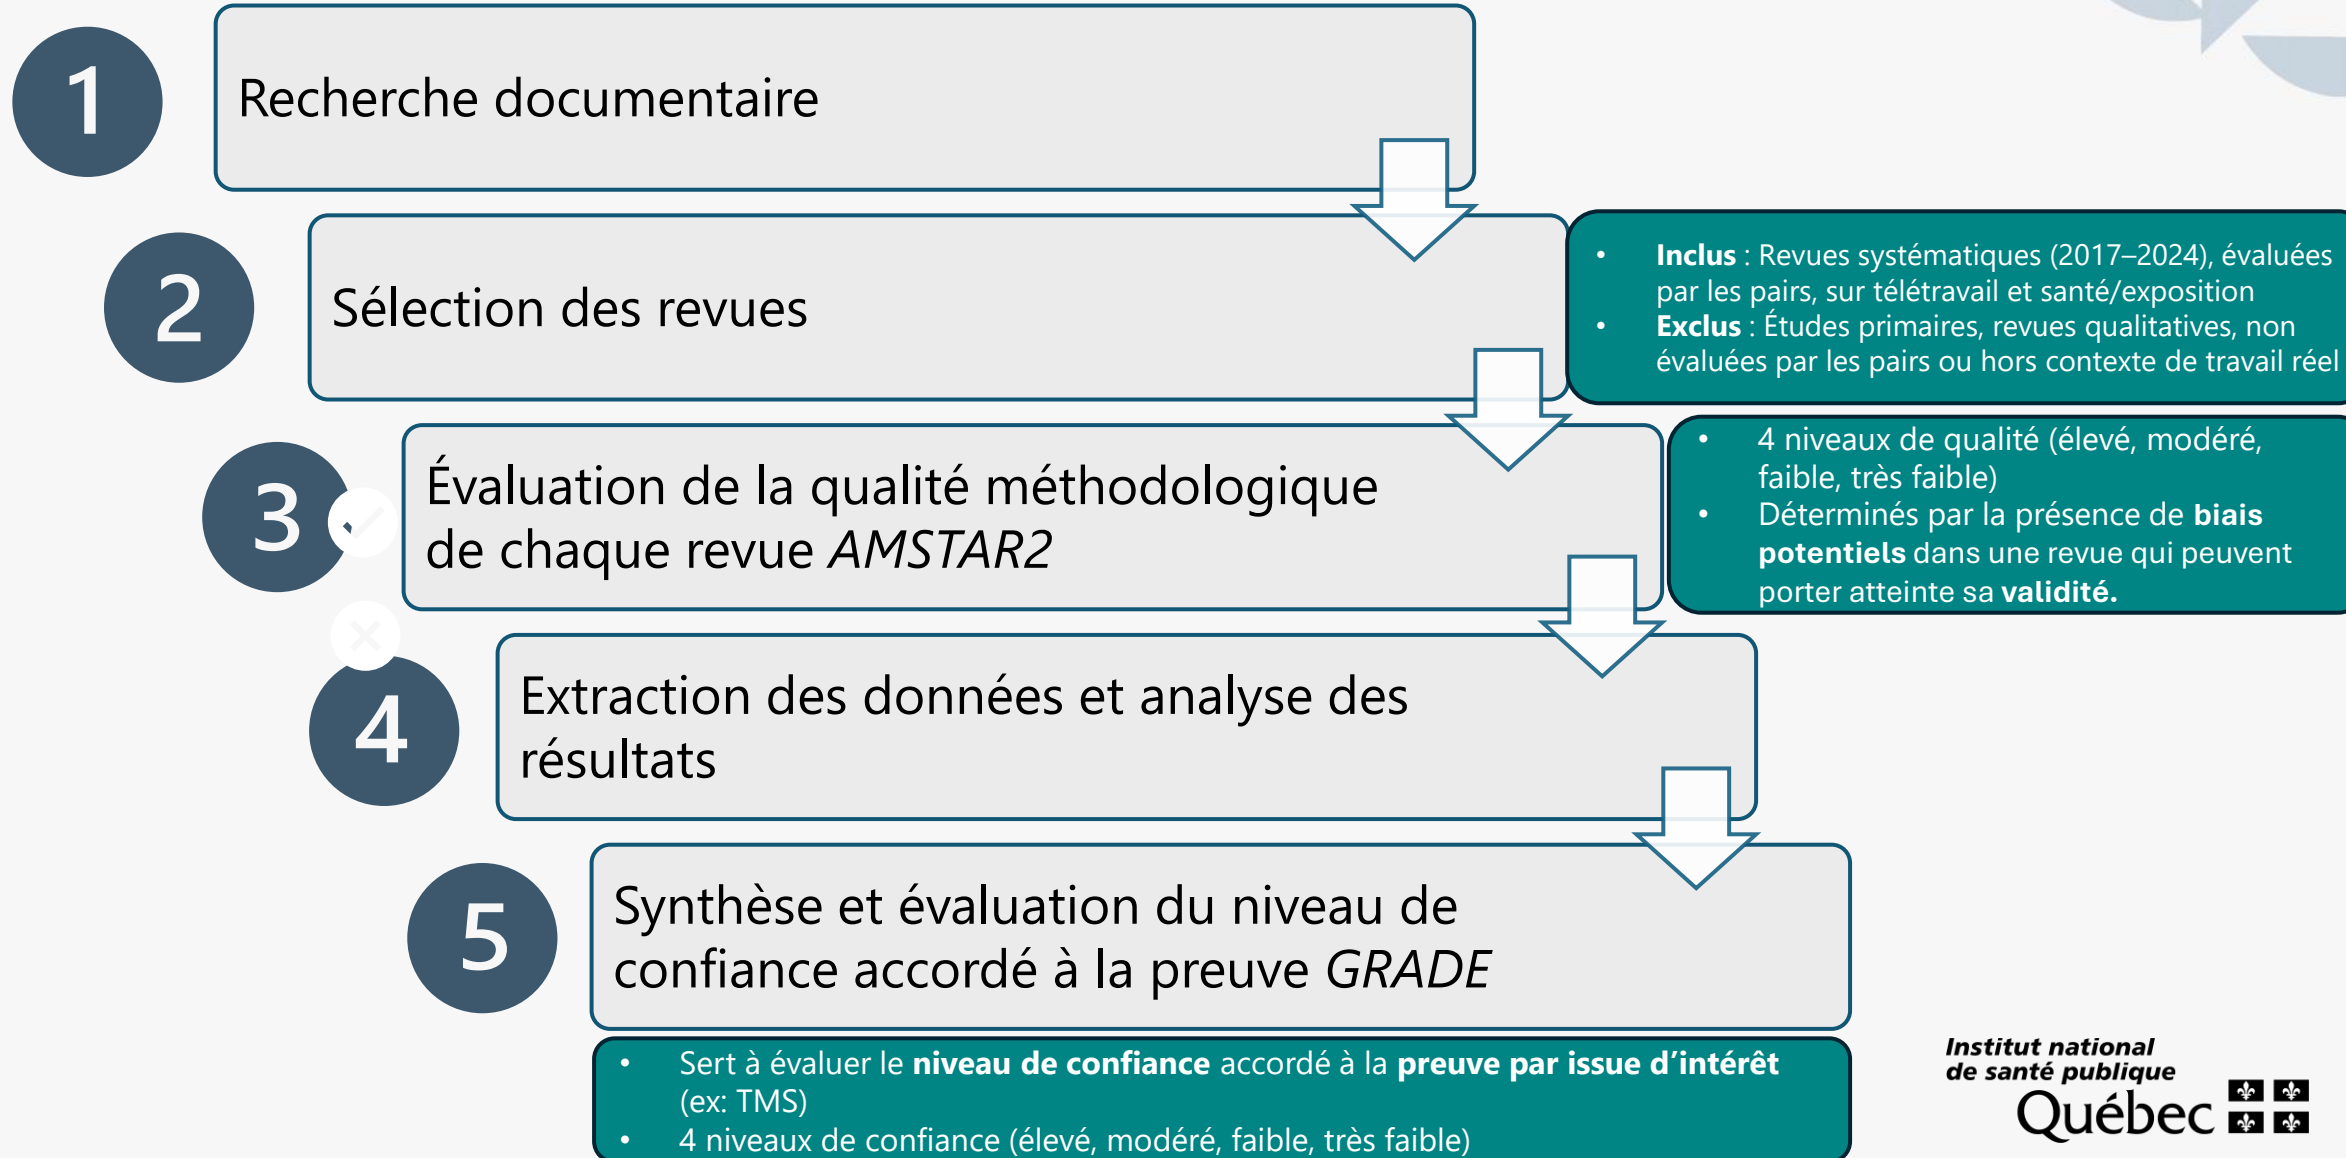 1
Recherche documentaire
2
Sélection des revues
• Inclus : Revues systématiques (2017–2024), évaluées
par les pairs, sur télétravail et santé/exposition
• Exclus : Études primaires, revues qualitatives, non
évaluées par les pairs ou hors contexte de travail réel
3
Évaluation de la qualité méthodologique
de chaque revue AMSTAR2
• 4 niveaux de qualité (élevé, modéré,
faible, très faible)
• Déterminés par la présence de biais
potentiels dans une revue qui peuvent
porter atteinte sa validité.
4
Extraction des données et analyse des
résultats
5
Synthèse et évaluation du niveau de
confiance accordé à la preuve GRADE
• Sert à évaluer le niveau de confiance accordé à la preuve par issue d’intérêt
(ex: TMS)
• 4 niveaux de confiance (élevé, modéré, faible, très faible)
Institut national
de santé publique
Québec